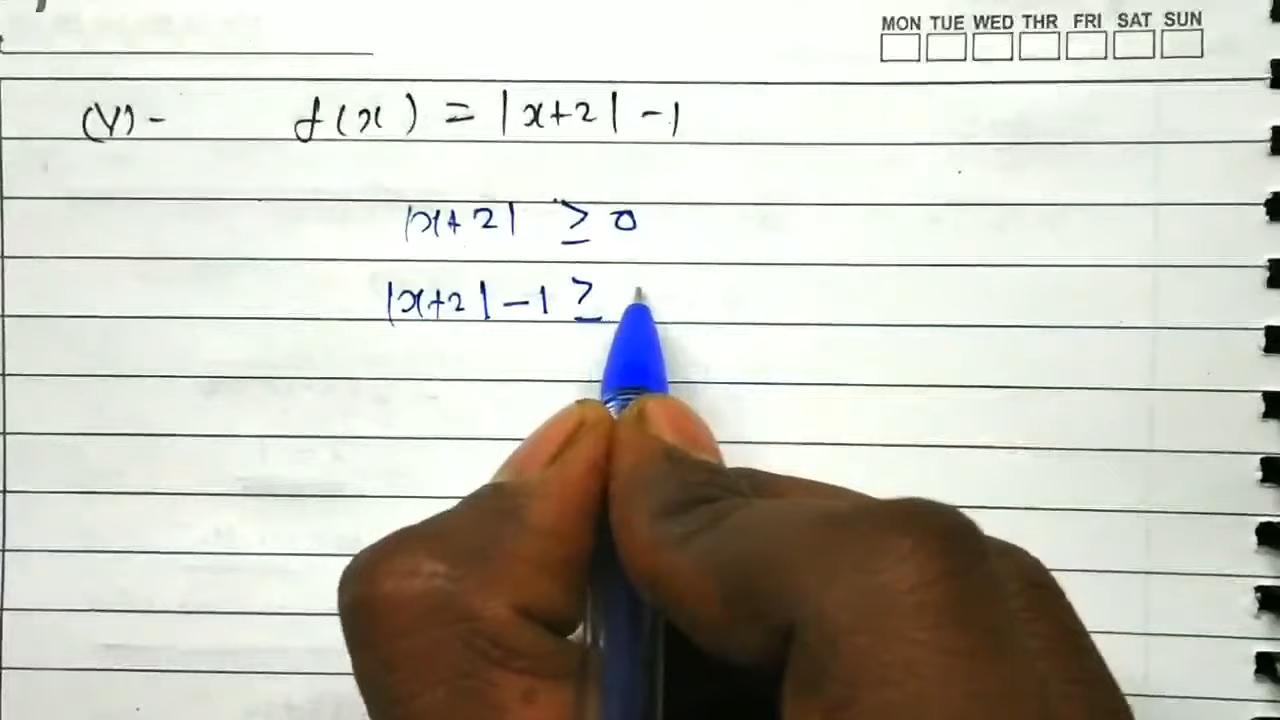 MON TUE WED THR FRI SAT SUN
(V) - f(x) = |x+2| -1
|x+2| ≥ 0
|x+2| -1 ≥